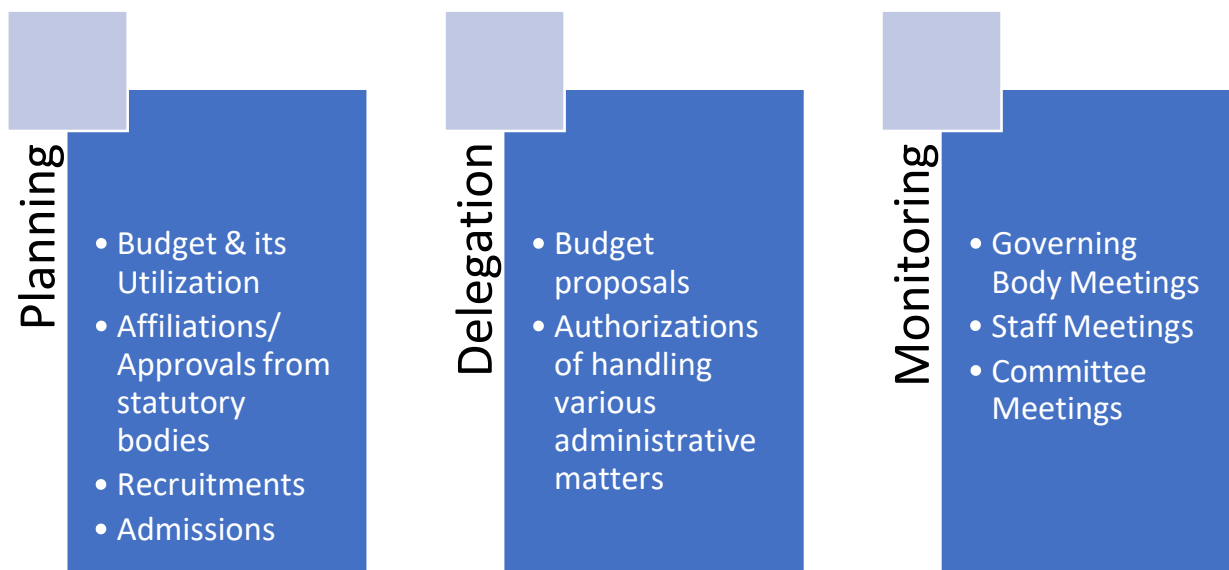 Planning
• Budget & its
Utilization
• Affiliations/
Approvals from
statutory
bodies
• Recruitments
• Admissions
Delegation
• Budget
proposals
• Authorizations
of handling
various
administrative
matters
Monitoring
• Governing
Body Meetings
• Staff Meetings
• Committee
Meetings